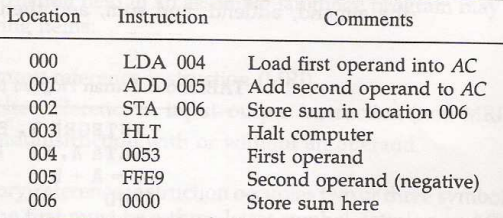 Location Instruction Comments
000 LDA 004 Load first operand into AC
001 ADD 005 Add second operand to AC
002 STA 006 Store sum in location 006
003 HLT Halt computer
004 0053 First operand
005 FFE9 Second operand (negative)
006 0000 Store sum here